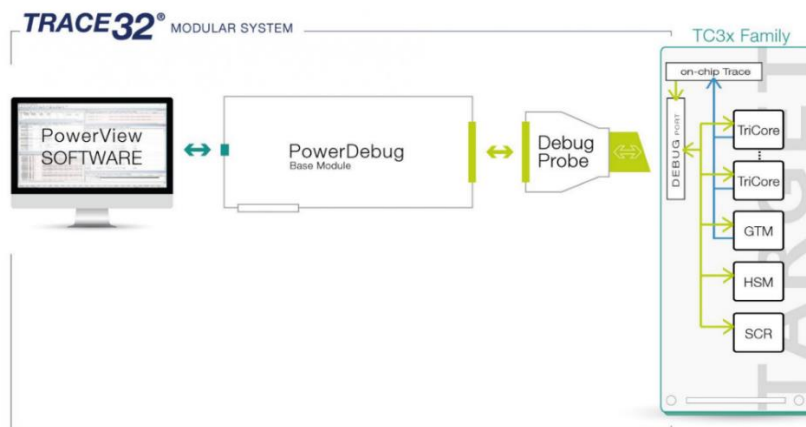 TRACE32® MODULAR SYSTEM
TC3x Family
on-chip Trace
PowerView
SOFTWARE
PowerDebug
Base Module
Debug
Probe
DEBUG PORT
TriCore
TriCore
GTM
HSM
SCR
TARGET